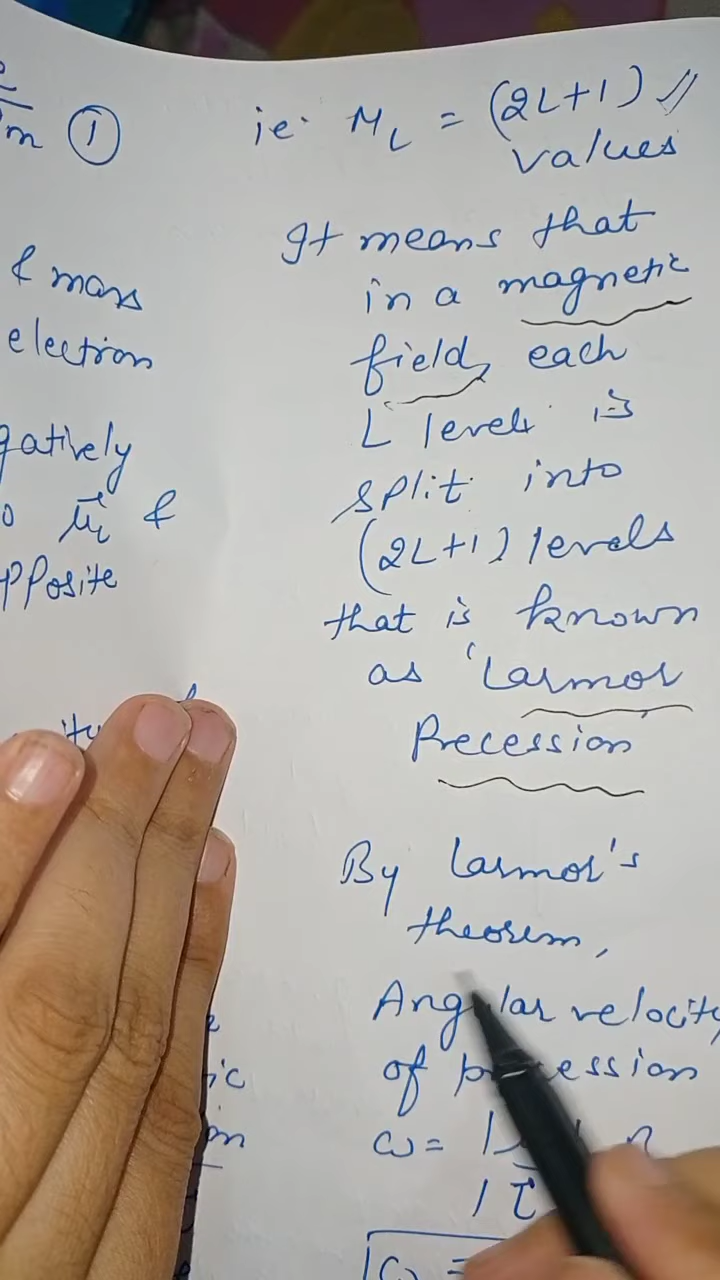 m ①
& mass
electron
gatively
μ⃗ &
pposite
ie. M_L = (2L+1) //
values
It means that
in a magnetic
field, each
L levels is
split into
(2L+1) levels
that is known
as 'Larmor
Precession
By Larmor's
theorem,
Angular velocity
of precession
ω =